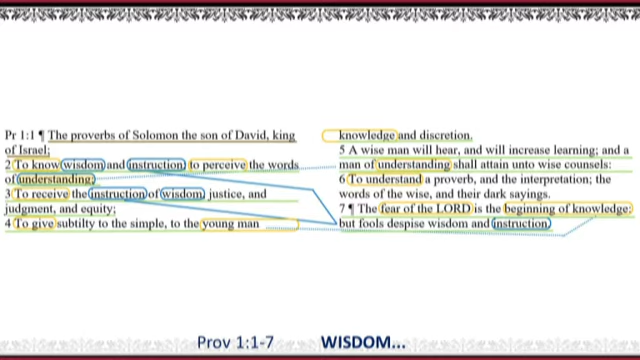 Pr 1:1 ¶ The proverbs of Solomon the son of David, king
of Israel;
2 To know wisdom and instruction to perceive the words
of understanding;
3 To receive the instruction of wisdom, justice, and
judgment, and equity;
4 To give subtilty to the simple, to the young man
knowledge and discretion.
5 A wise man will hear, and will increase learning; and a
man of understanding shall attain unto wise counsels:
6 To understand a proverb, and the interpretation; the
words of the wise, and their dark sayings.
7 ¶ The fear of the LORD is the beginning of knowledge:
but fools despise wisdom and instruction
Prov 1:1-7 WISDOM...